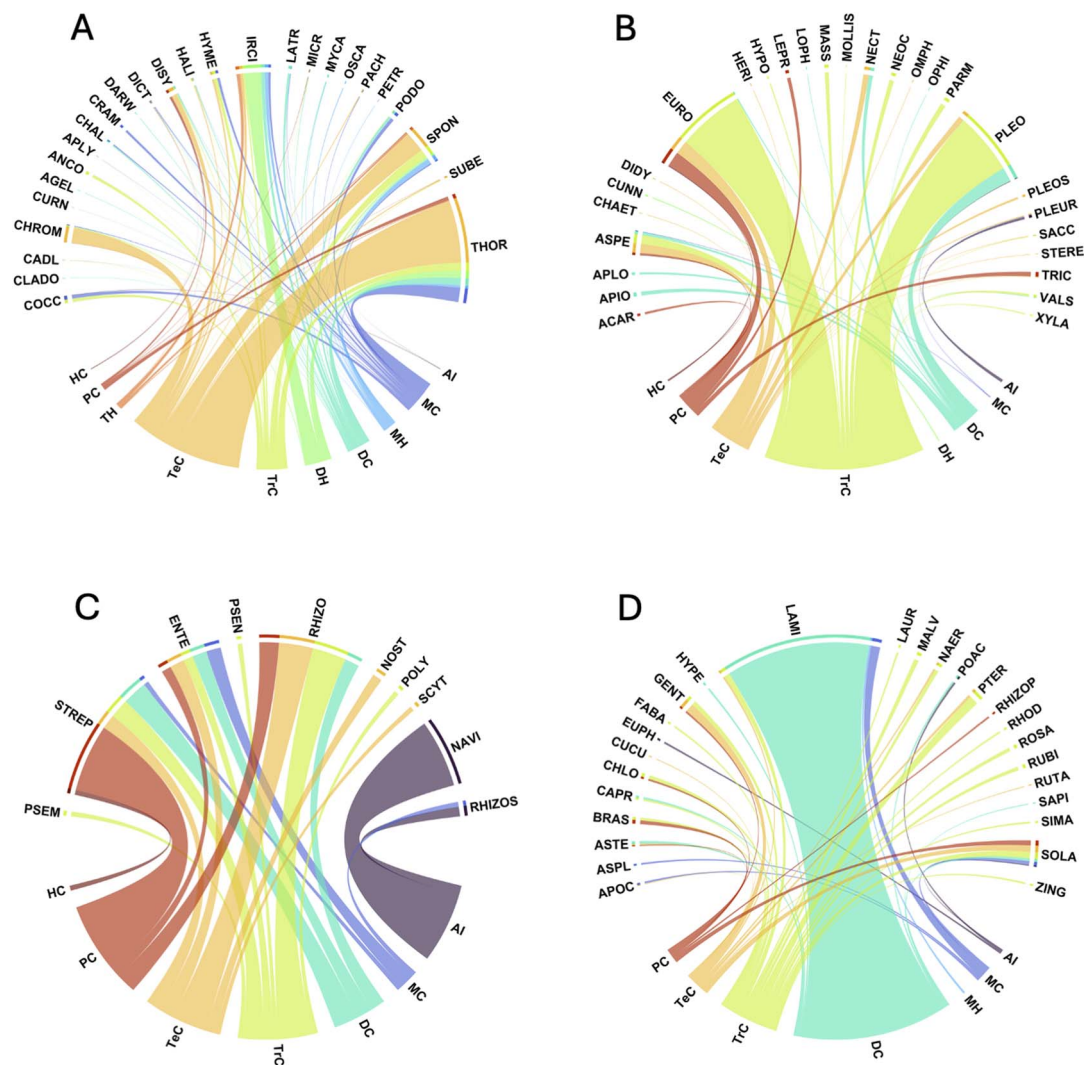 A
CURN
AGEL
ANCO
APLY
CHAL
CRAM
DARW
DICT
DISY
HALI
HYME
IRCI
LATR
MICR
MYCA
OSCA
PACH
PETR
PODO
SPON
SUBE
THOR
CHROM
CADL
CLADO
COCC
HC
PC
TH
TeC
TrC
DH
DC
MH
MC
AI
B
ACAR
APIO
APLO
ASPE
CHAET
CUNN
DIDY
EURO
HERI
HYPO
LEPR
LOPH
MASS
MOLLIS
NECT
NEOC
OMPH
OPHI
PARM
PLEO
PLEOS
PLEUR
SACC
STERE
TRIC
VALS
XYLA
HC
PC
TeC
TrC
DH
DC
MC
AI
C
PSEM
STREP
ENTE
PSEN
RHIZO
NOST
POLY
SCYT
NAVI
RHIZOS
HC
PC
TeC
TrC
DC
MC
AI
D
APOC
ASPL
ASTE
BRAS
CAPR
CHLO
CUCU
EUPH
FABA
GENT
HYPE
LAMI
LAUR
MALV
NAER
POAC
PTER
RHIZOP
RHOD
ROSA
RUBI
RUTA
SAPI
SIMA
SOLA
ZING
PC
TeC
TrC
DC
MH
MC
AI